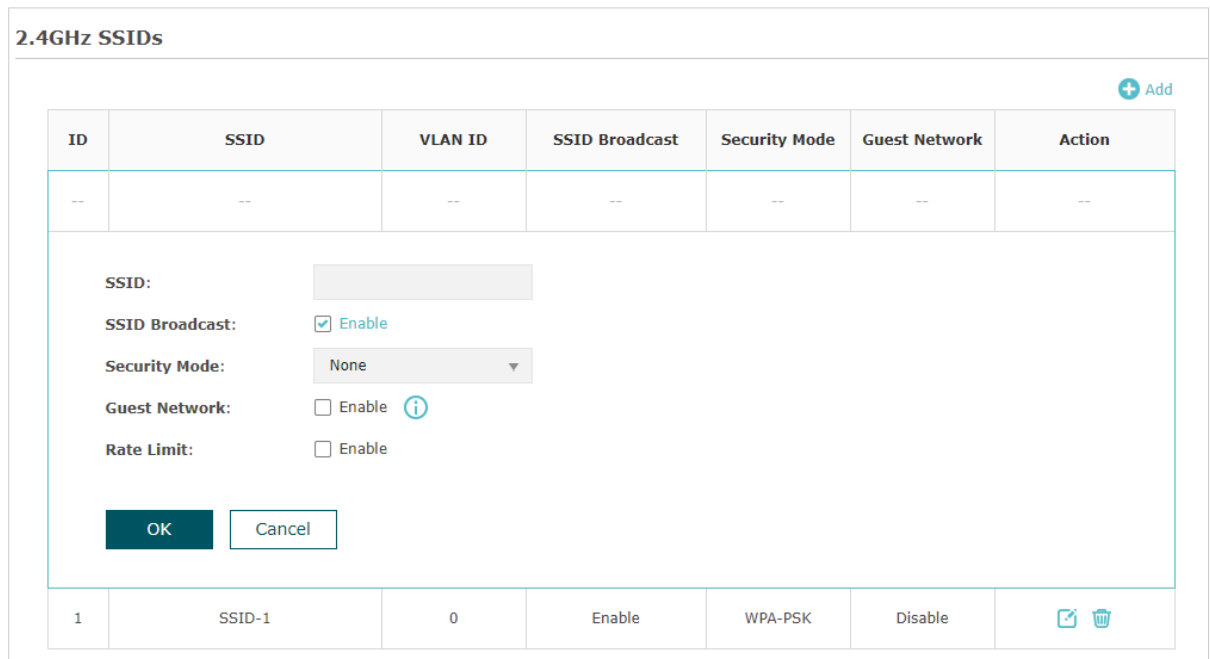 2.4GHz SSIDs
Add
ID SSID VLAN ID SSID Broadcast Security Mode Guest Network Action
-- -- -- -- -- -- --
SSID:
SSID Broadcast: Enable
Security Mode: None
Guest Network: Enable
Rate Limit: Enable
OK Cancel
1 SSID-1 0 Enable WPA-PSK Disable